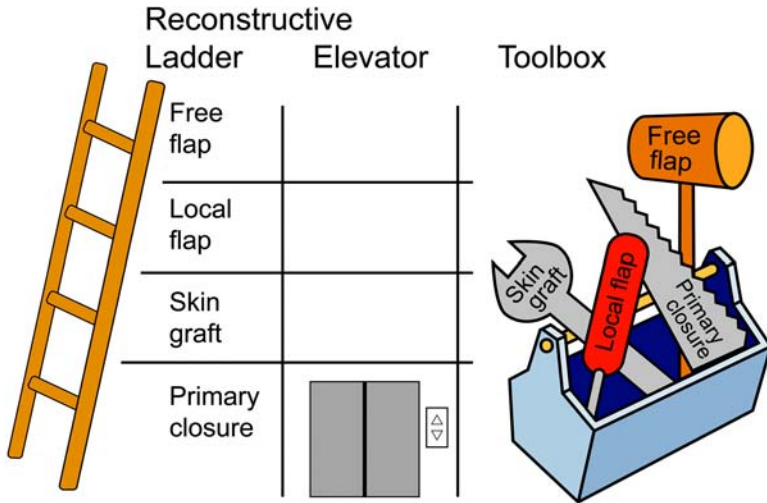 Reconstructive
Ladder Elevator Toolbox
Free
flap
Local
flap
Skin
graft
Primary
closure
Free
flap
Skin
graft
Local flap
Primary
closure